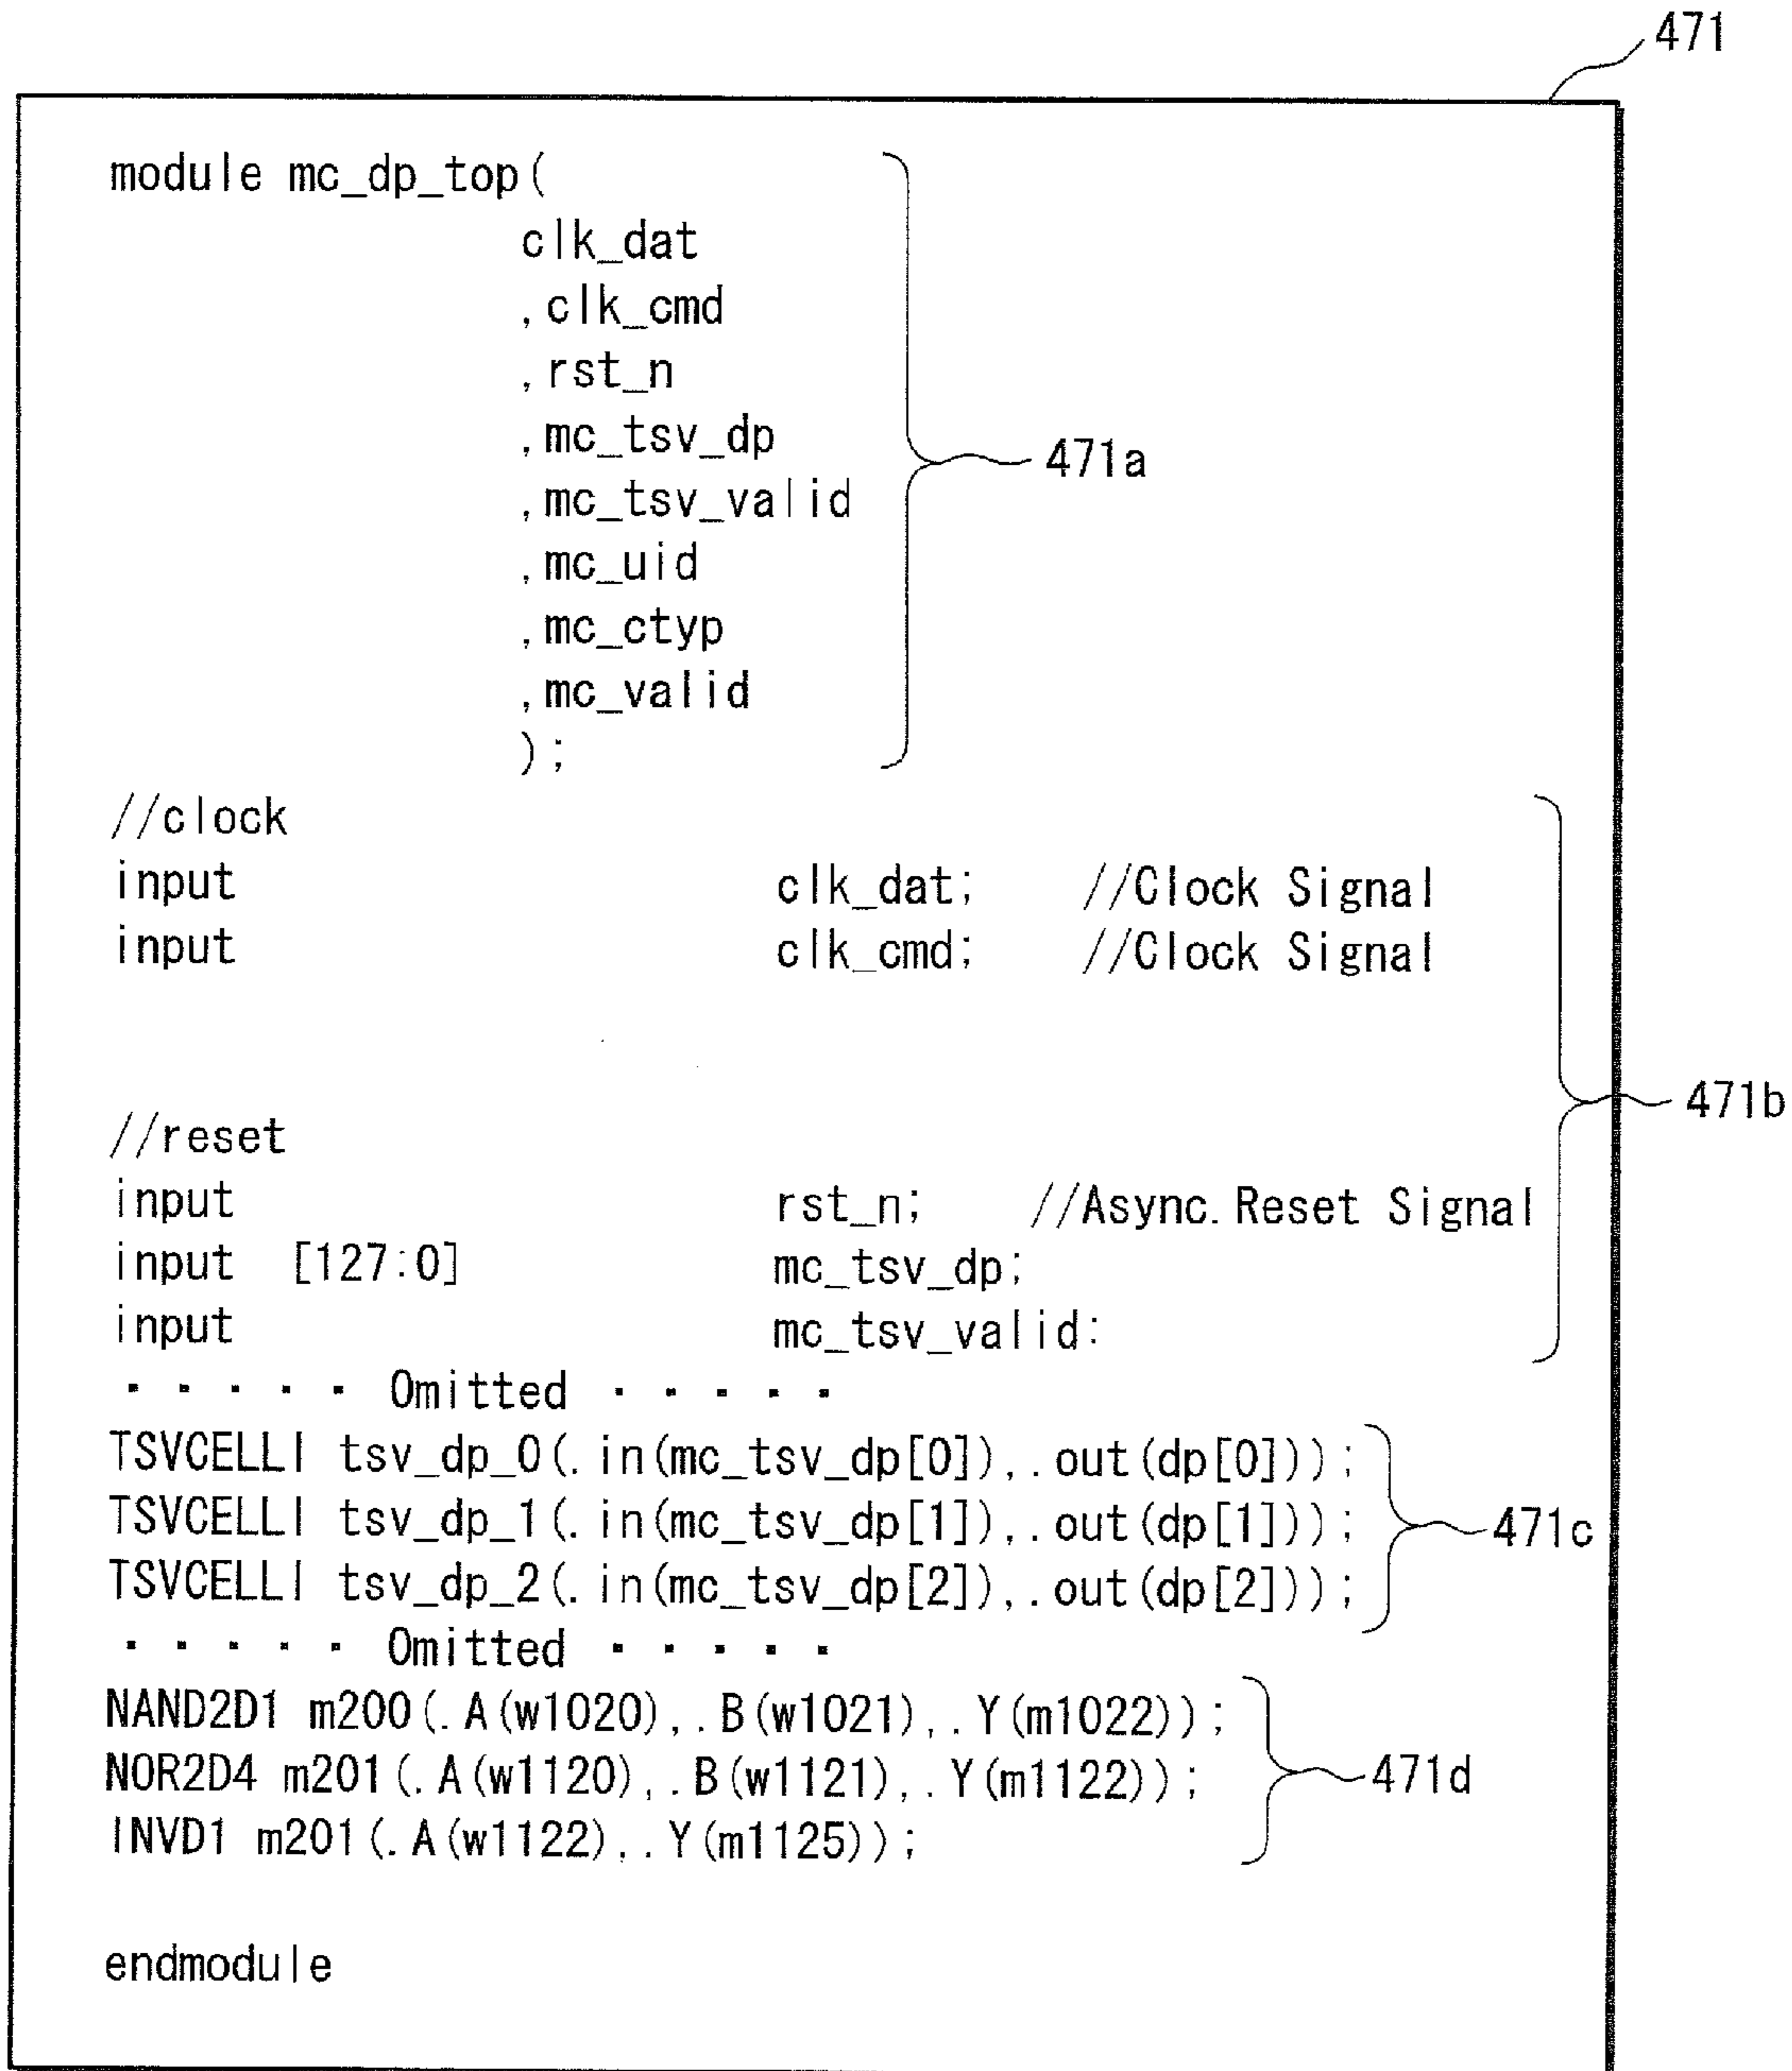 471
module mc_dp_top(
clk_dat
,clk_cmd
,rst_n
,mc_tsv_dp
,mc_tsv_valid
,mc_uid
,mc_ctyp
,mc_valid
);
471a
//clock
input clk_dat; //Clock Signal
input clk_cmd; //Clock Signal
//reset
input rst_n; //Async.Reset Signal
input [127:0] mc_tsv_dp;
input mc_tsv_valid:
471b
····· Omitted ·····
TSVCELLI tsv_dp_0(.in(mc_tsv_dp[0]),.out(dp[0]));
TSVCELLI tsv_dp_1(.in(mc_tsv_dp[1]),.out(dp[1]));
TSVCELLI tsv_dp_2(.in(mc_tsv_dp[2]),.out(dp[2]));
471c
····· Omitted ·····
NAND2D1 m200(.A(w1020),.B(w1021),.Y(m1022));
NOR2D4 m201(.A(w1120),.B(w1121),.Y(m1122));
INVD1 m201(.A(w1122),.Y(m1125));
471d
endmodule